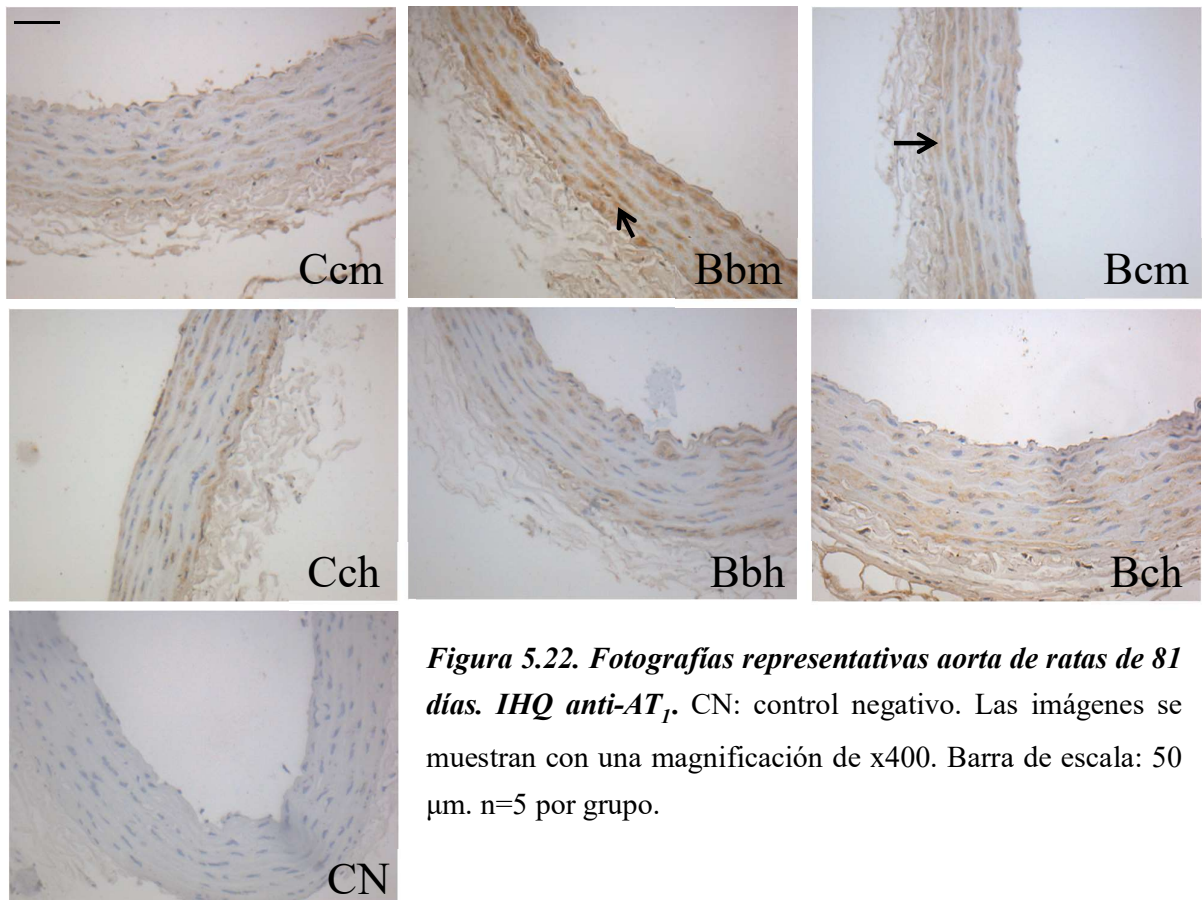 Ccm
Bbm
Bcm
Cch
Bbh
Bch
CN
Figura 5.22. Fotografías representativas aorta de ratas de 81
días. IHQ anti-AT1. CN: control negativo. Las imágenes se
muestran con una magnificación de x400. Barra de escala: 50
μm. n=5 por grupo.